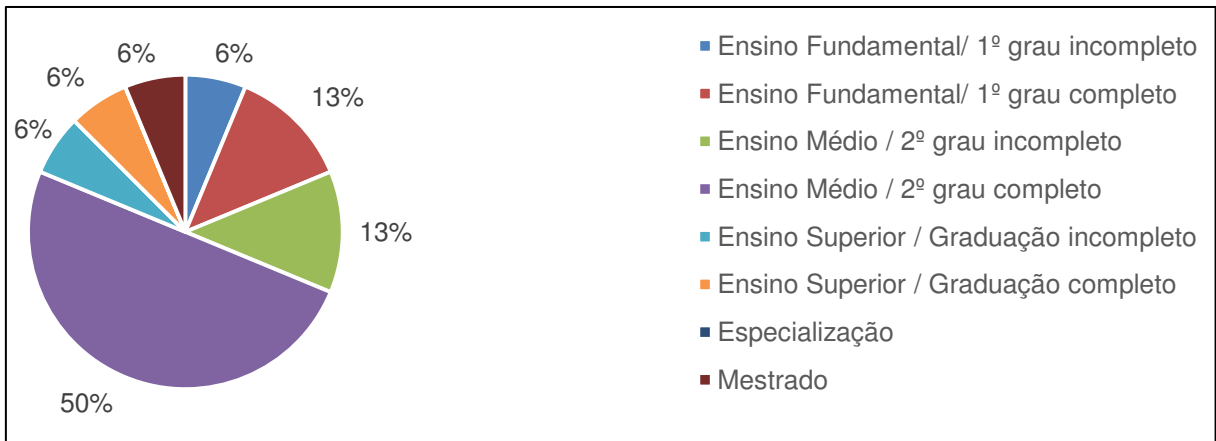 6%
6%
6%
6%
13%
13%
50%
Ensino Fundamental/ 1º grau incompleto
Ensino Fundamental/ 1º grau completo
Ensino Médio / 2º grau incompleto
Ensino Médio / 2º grau completo
Ensino Superior / Graduação incompleto
Ensino Superior / Graduação completo
Especialização
Mestrado